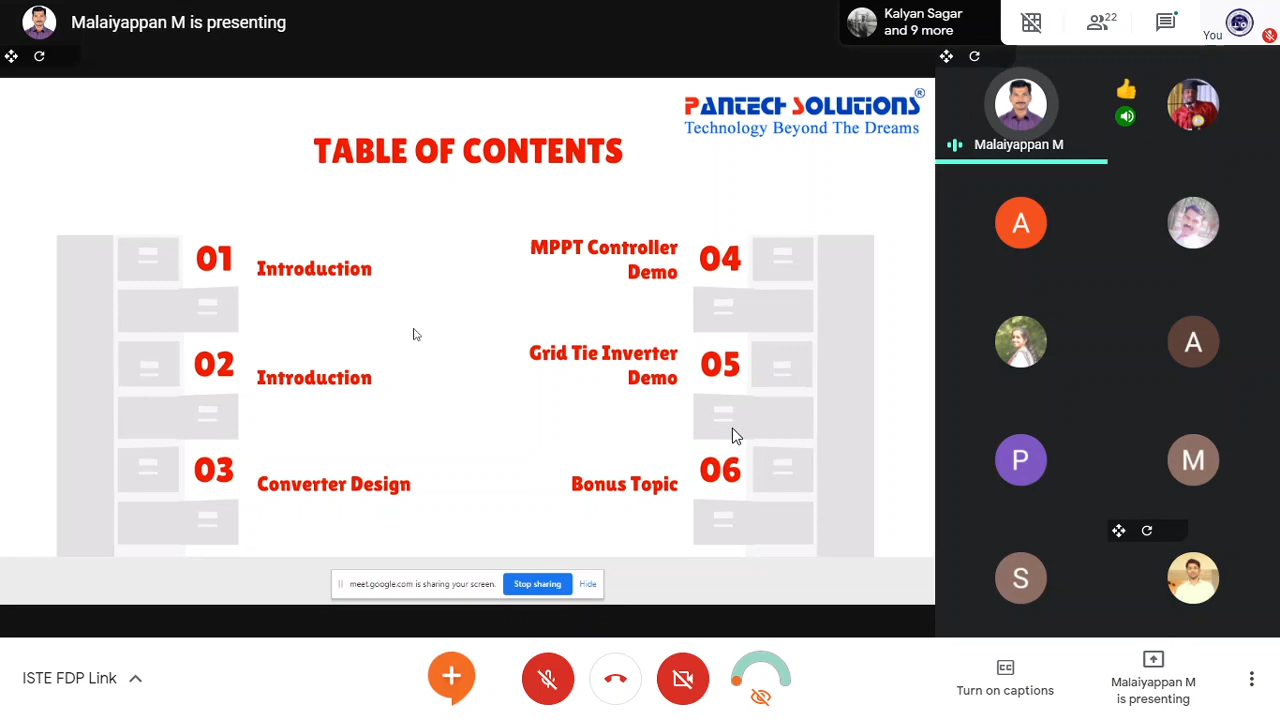 Malaiyappan M is presenting
Kalyan Sagar
and 9 more
22
You
PANTECH SOLUTIONS®
Technology Beyond The Dreams
TABLE OF CONTENTS
01
Introduction
02
Introduction
03
Converter Design
MPPT Controller
Demo
04
Grid Tie Inverter
Demo
05
Bonus Topic
06
meet.google.com is sharing your screen.
Stop sharing
Hide
Malaiyappan M
A
A
P
M
S
ISTE FDP Link
Turn on captions
Malaiyappan M
is presenting